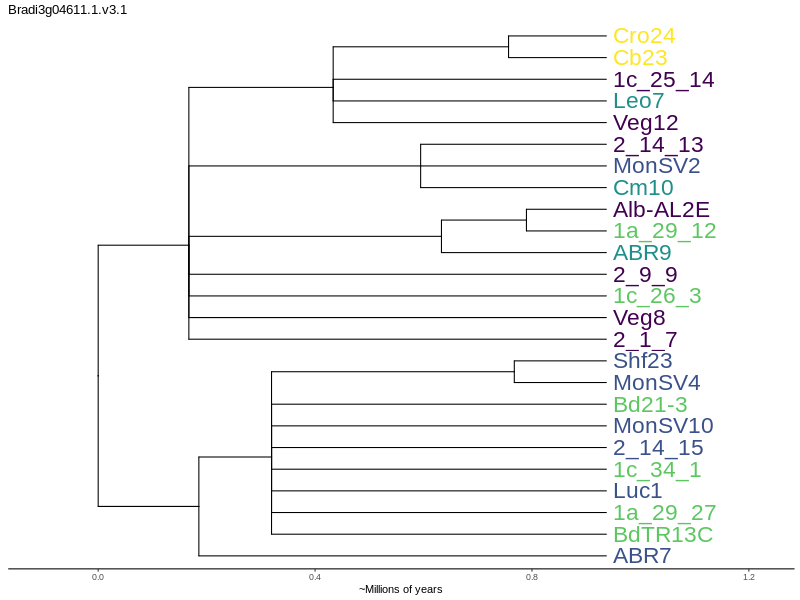 Bradi3g04611.1.v3.1
Cro24
Cb23
1c_25_14
Leo7
Veg12
2_14_13
MonSV2
Cm10
Alb-AL2E
1a_29_12
ABR9
2_9_9
1c_26_3
Veg8
2_1_7
Shf23
MonSV4
Bd21-3
MonSV10
2_14_15
1c_34_1
Luc1
1a_29_27
BdTR13C
ABR7
0.0 0.4 0.8 1.2
~Millions of years